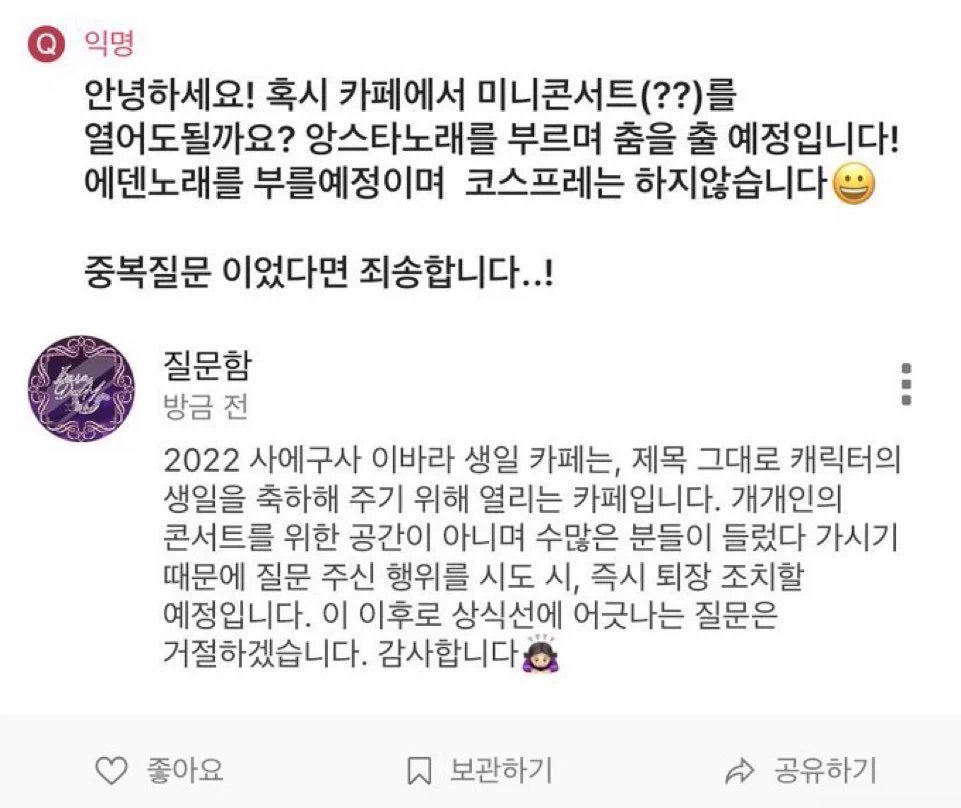 Q 익명
안녕하세요! 혹시 카페에서 미니콘서트(??)를
열어도될까요? 앙스타노래를 부르며 춤을 출 예정입니다!
에덴노래를 부를예정이며 코스프레는 하지않습니다😀
중복질문 이었다면 죄송합니다..!
질문함
방금 전
2022 사에구사 이바라 생일 카페는, 제목 그대로 캐릭터의
생일을 축하해 주기 위해 열리는 카페입니다. 개개인의
콘서트를 위한 공간이 아니며 수많은 분들이 들렀다 가시기
때문에 질문 주신 행위를 시도 시, 즉시 퇴장 조치할
예정입니다. 이 이후로 상식선에 어긋나는 질문은
거절하겠습니다. 감사합니다🙇🏻‍♀️
좋아요
보관하기
공유하기